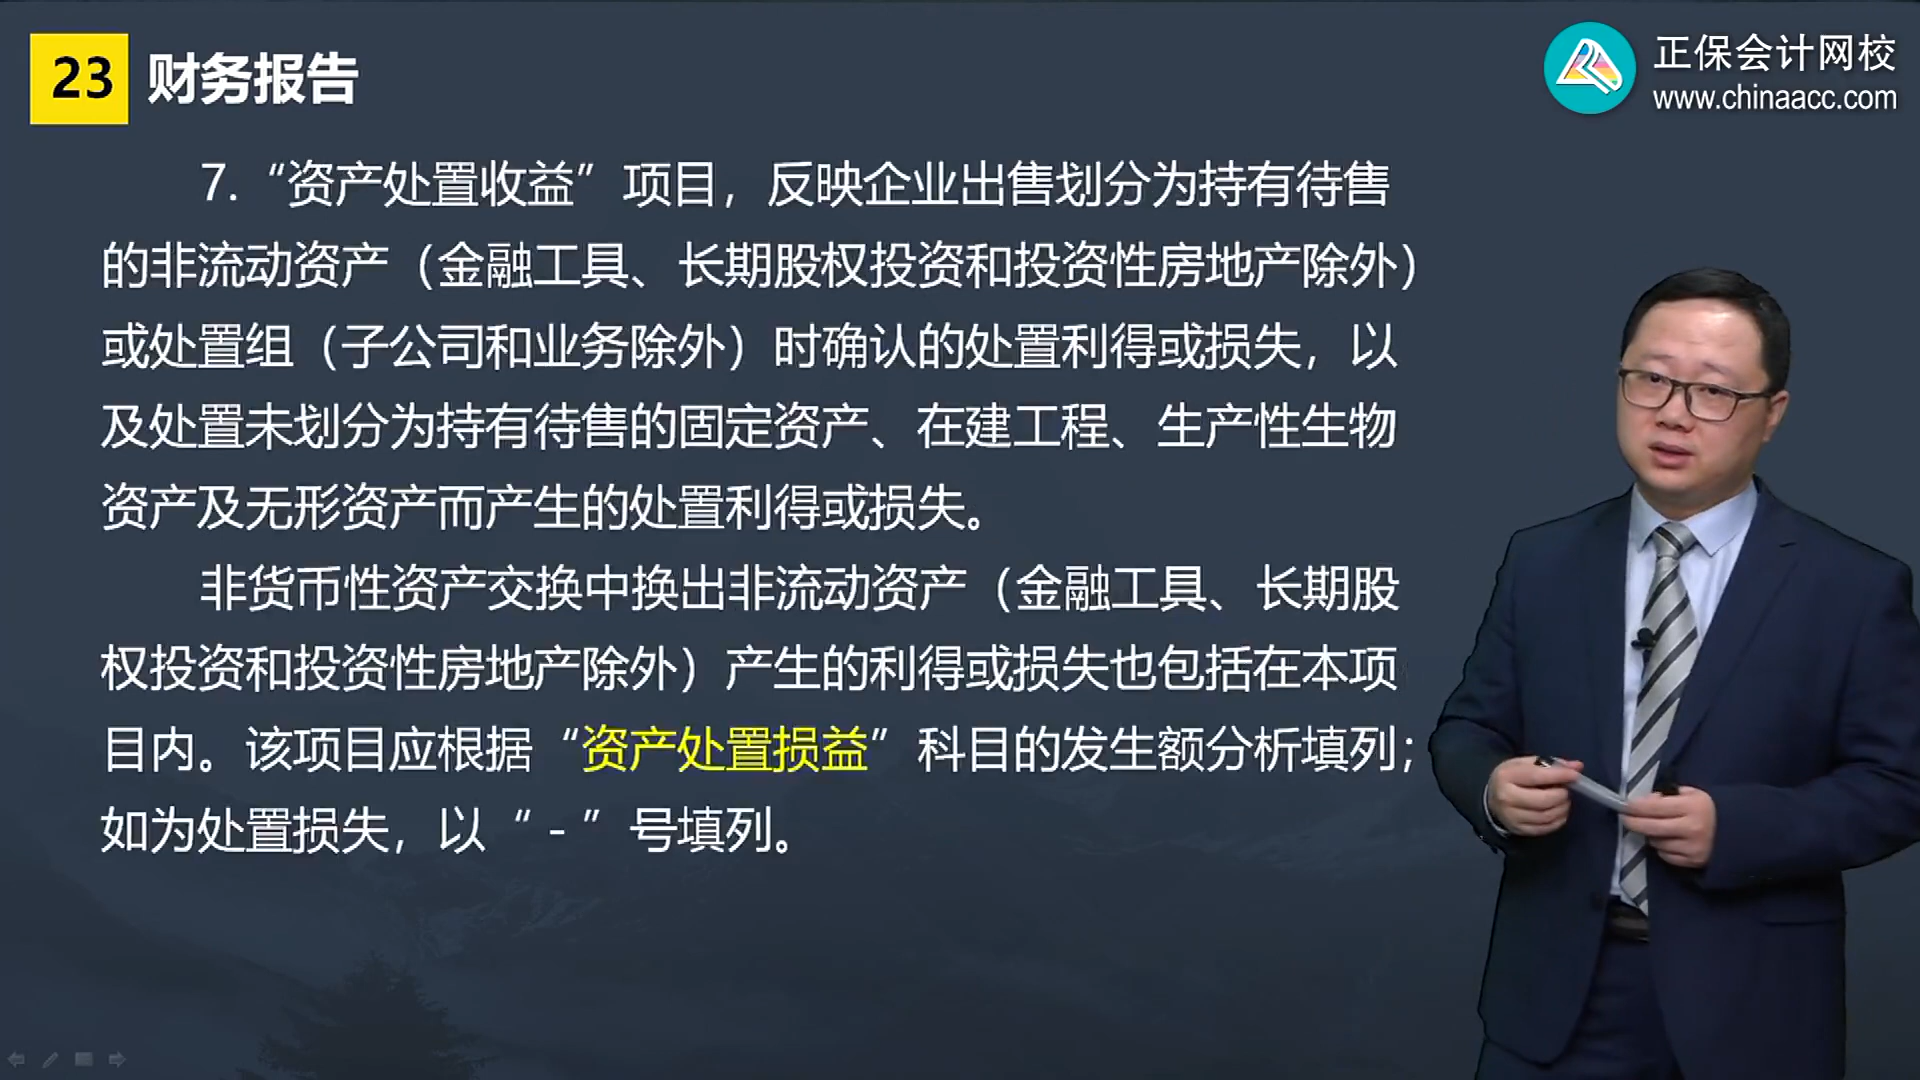 23 财务报告
正保会计网校
www.chinaacc.com
7.“资产处置收益”项目，反映企业出售划分为持有待售
的非流动资产（金融工具、长期股权投资和投资性房地产除外）
或处置组（子公司和业务除外）时确认的处置利得或损失，以
及处置未划分为持有待售的固定资产、在建工程、生产性生物
资产及无形资产而产生的处置利得或损失。
非货币性资产交换中换出非流动资产（金融工具、长期股
权投资和投资性房地产除外）产生的利得或损失也包括在本项
目内。该项目应根据“资产处置损益”科目的发生额分析填列；
如为处置损失，以“-”号填列。